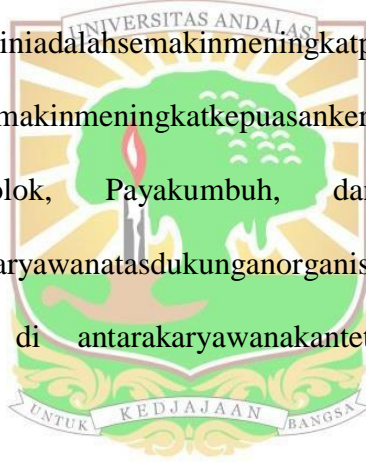 UNIVERSITAS ANDALAS
iniadalahsemakinmeningkatp
makinmeningkatkepuasanker
olok, Payakumbuh, dan
aryawanatasdukunganorganis
di antarakaryawanakantet
UNTUK KEDJAJAAN BANGSA